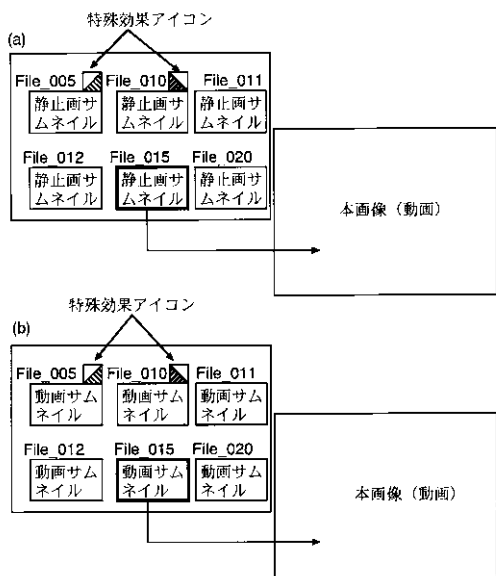 特殊効果アイコン
(a)
File_005 File_010 File_011
静止画サ
ムネイル
静止画サ
ムネイル
静止画サ
ムネイル
File_012 File_015 File_020
静止画サ
ムネイル
静止画サ
ムネイル
静止画サ
ムネイル
本画像（動画）
特殊効果アイコン
(b)
File_005 File_010 File_011
動画サム
ネイル
動画サム
ネイル
動画サム
ネイル
File_012 File_015 File_020
動画サム
ネイル
動画サム
ネイル
動画サム
ネイル
本画像（動画）